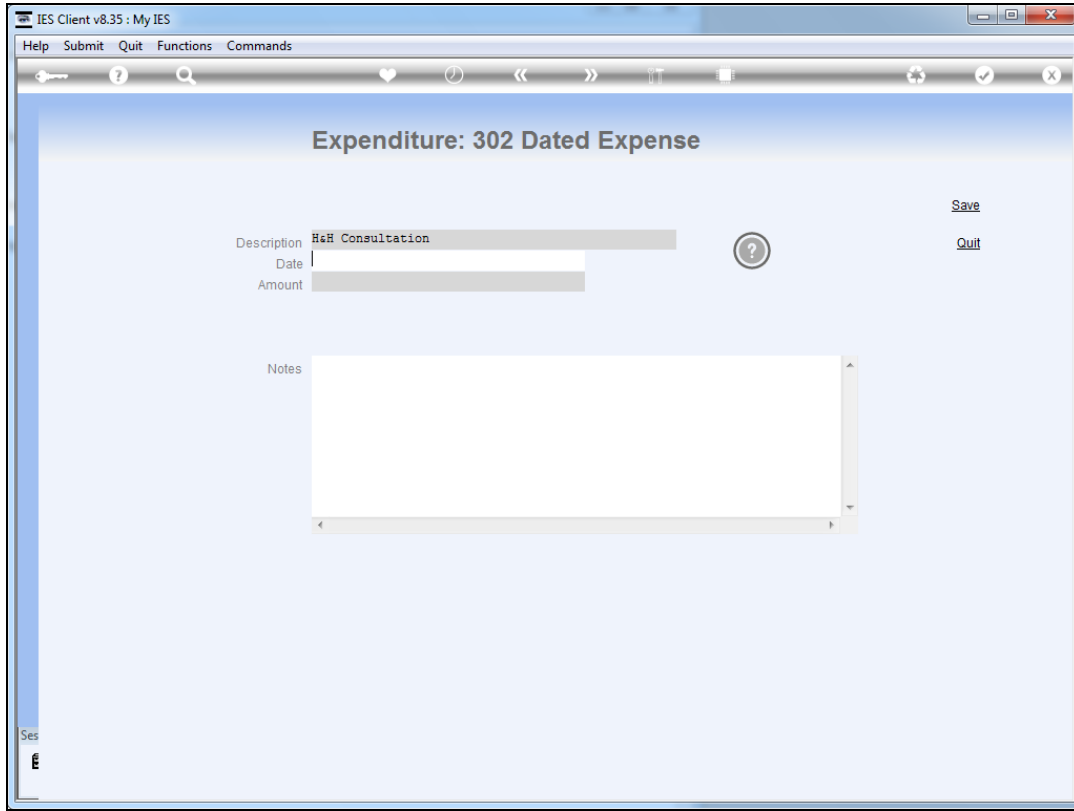 IES Client v8.35 : My IES
Help Submit Quit Functions Commands
Expenditure: 302 Dated Expense
Save
Description H&H Consultation
Quit
Date
Amount
Notes
Ses